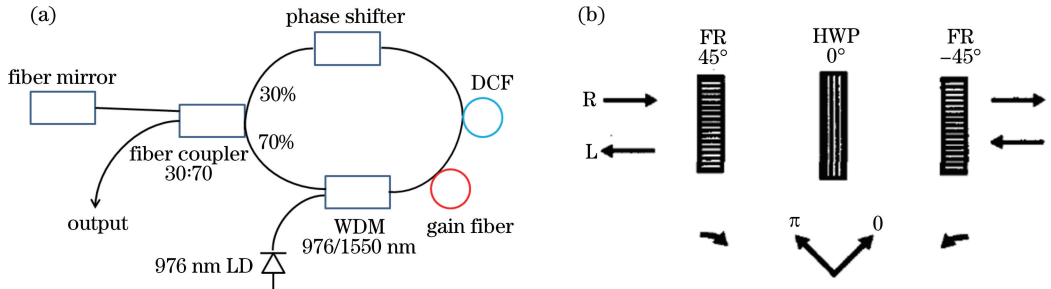 (a)
phase shifter
fiber mirror
30%
DCF
70%
fiber coupler
30:70
output
WDM
976/1550 nm
gain fiber
976 nm LD
(b)
FR
45°
HWP
0°
FR
−45°
R
L
π
0